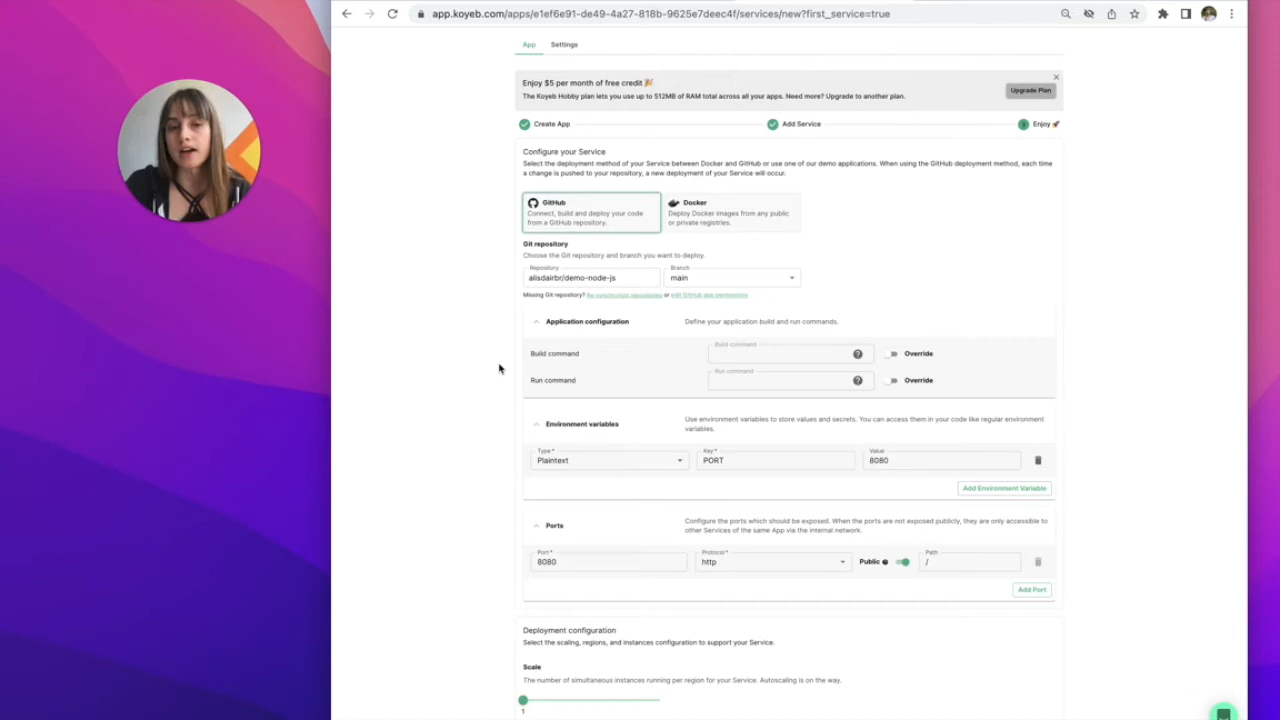 app.koyeb.com/apps/e1ef6e91-de49-4a27-818b-9625e7deec4f/services/new?first_service=true
App Settings
Enjoy $5 per month of free credit🎉
The Koyeb Hobby plan lets you use up to 512MB of RAM total across all your apps. Need more? Upgrade to another plan.
Upgrade Plan
Create App Add Service Enjoy 🚀
Configure your Service
Select the deployment method of your Service between Docker and GitHub or use one of our demo applications. When using the GitHub deployment method, each time
a change is pushed to your repository, a new deployment of your Service will occur.
GitHub
Connect, build and deploy your code
from a GitHub repository.
Docker
Deploy Docker images from any public
or private registries.
Git repository
Choose the Git repository and branch you want to deploy.
Repository Branch
alisdairbr/demo-node-js main
Missing Git repository? Re-synchronize repositories or edit GitHub app permissions
Application configuration Define your application build and run commands.
Build command Build command Override
Run command Run command Override
Environment variables
Use environment variables to store values and secrets. You can access them in your code like regular environment
variables.
Type * Key * Value
Plaintext PORT 8080
Add Environment Variable
Ports
Configure the ports which should be exposed. When the ports are not exposed publicly, they are only accessible to
other Services of the same App via the internal network.
Port * Protocol * Path
8080 http Public /
Add Port
Deployment configuration
Select the scaling, regions, and instances configuration to support your Service.
Scale
The number of simultaneous instances running per region for your Service. Autoscaling is on the way.
1